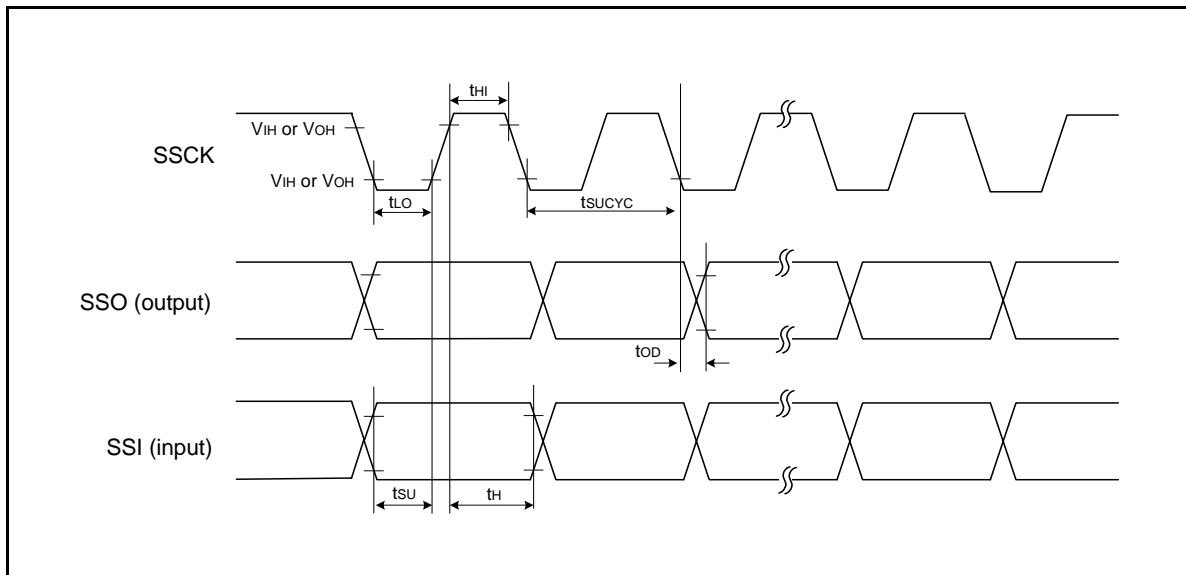 tHI
VIH or VOH
SSCK
VIH or VOH
tLO
tSUCYC
SSO (output)
tOD
SSI (input)
tSU
tH